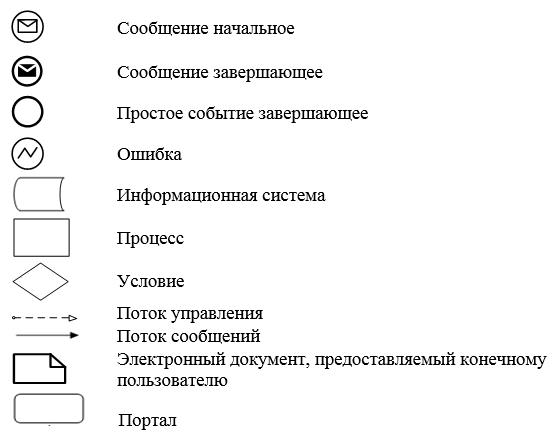 Сообщение начальное
Сообщение завершающее
Простое событие завершающее
Ошибка
Информационная система
Процесс
Условие
Поток управления
Поток сообщений
Электронный документ, предоставляемый конечному
пользователю
Портал